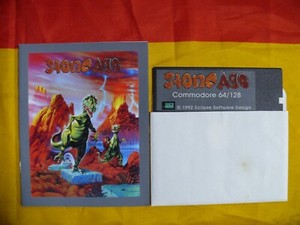 STONE AGE
STONE AGE
Commodore 64/128
© 1992 Eclipse Software Design